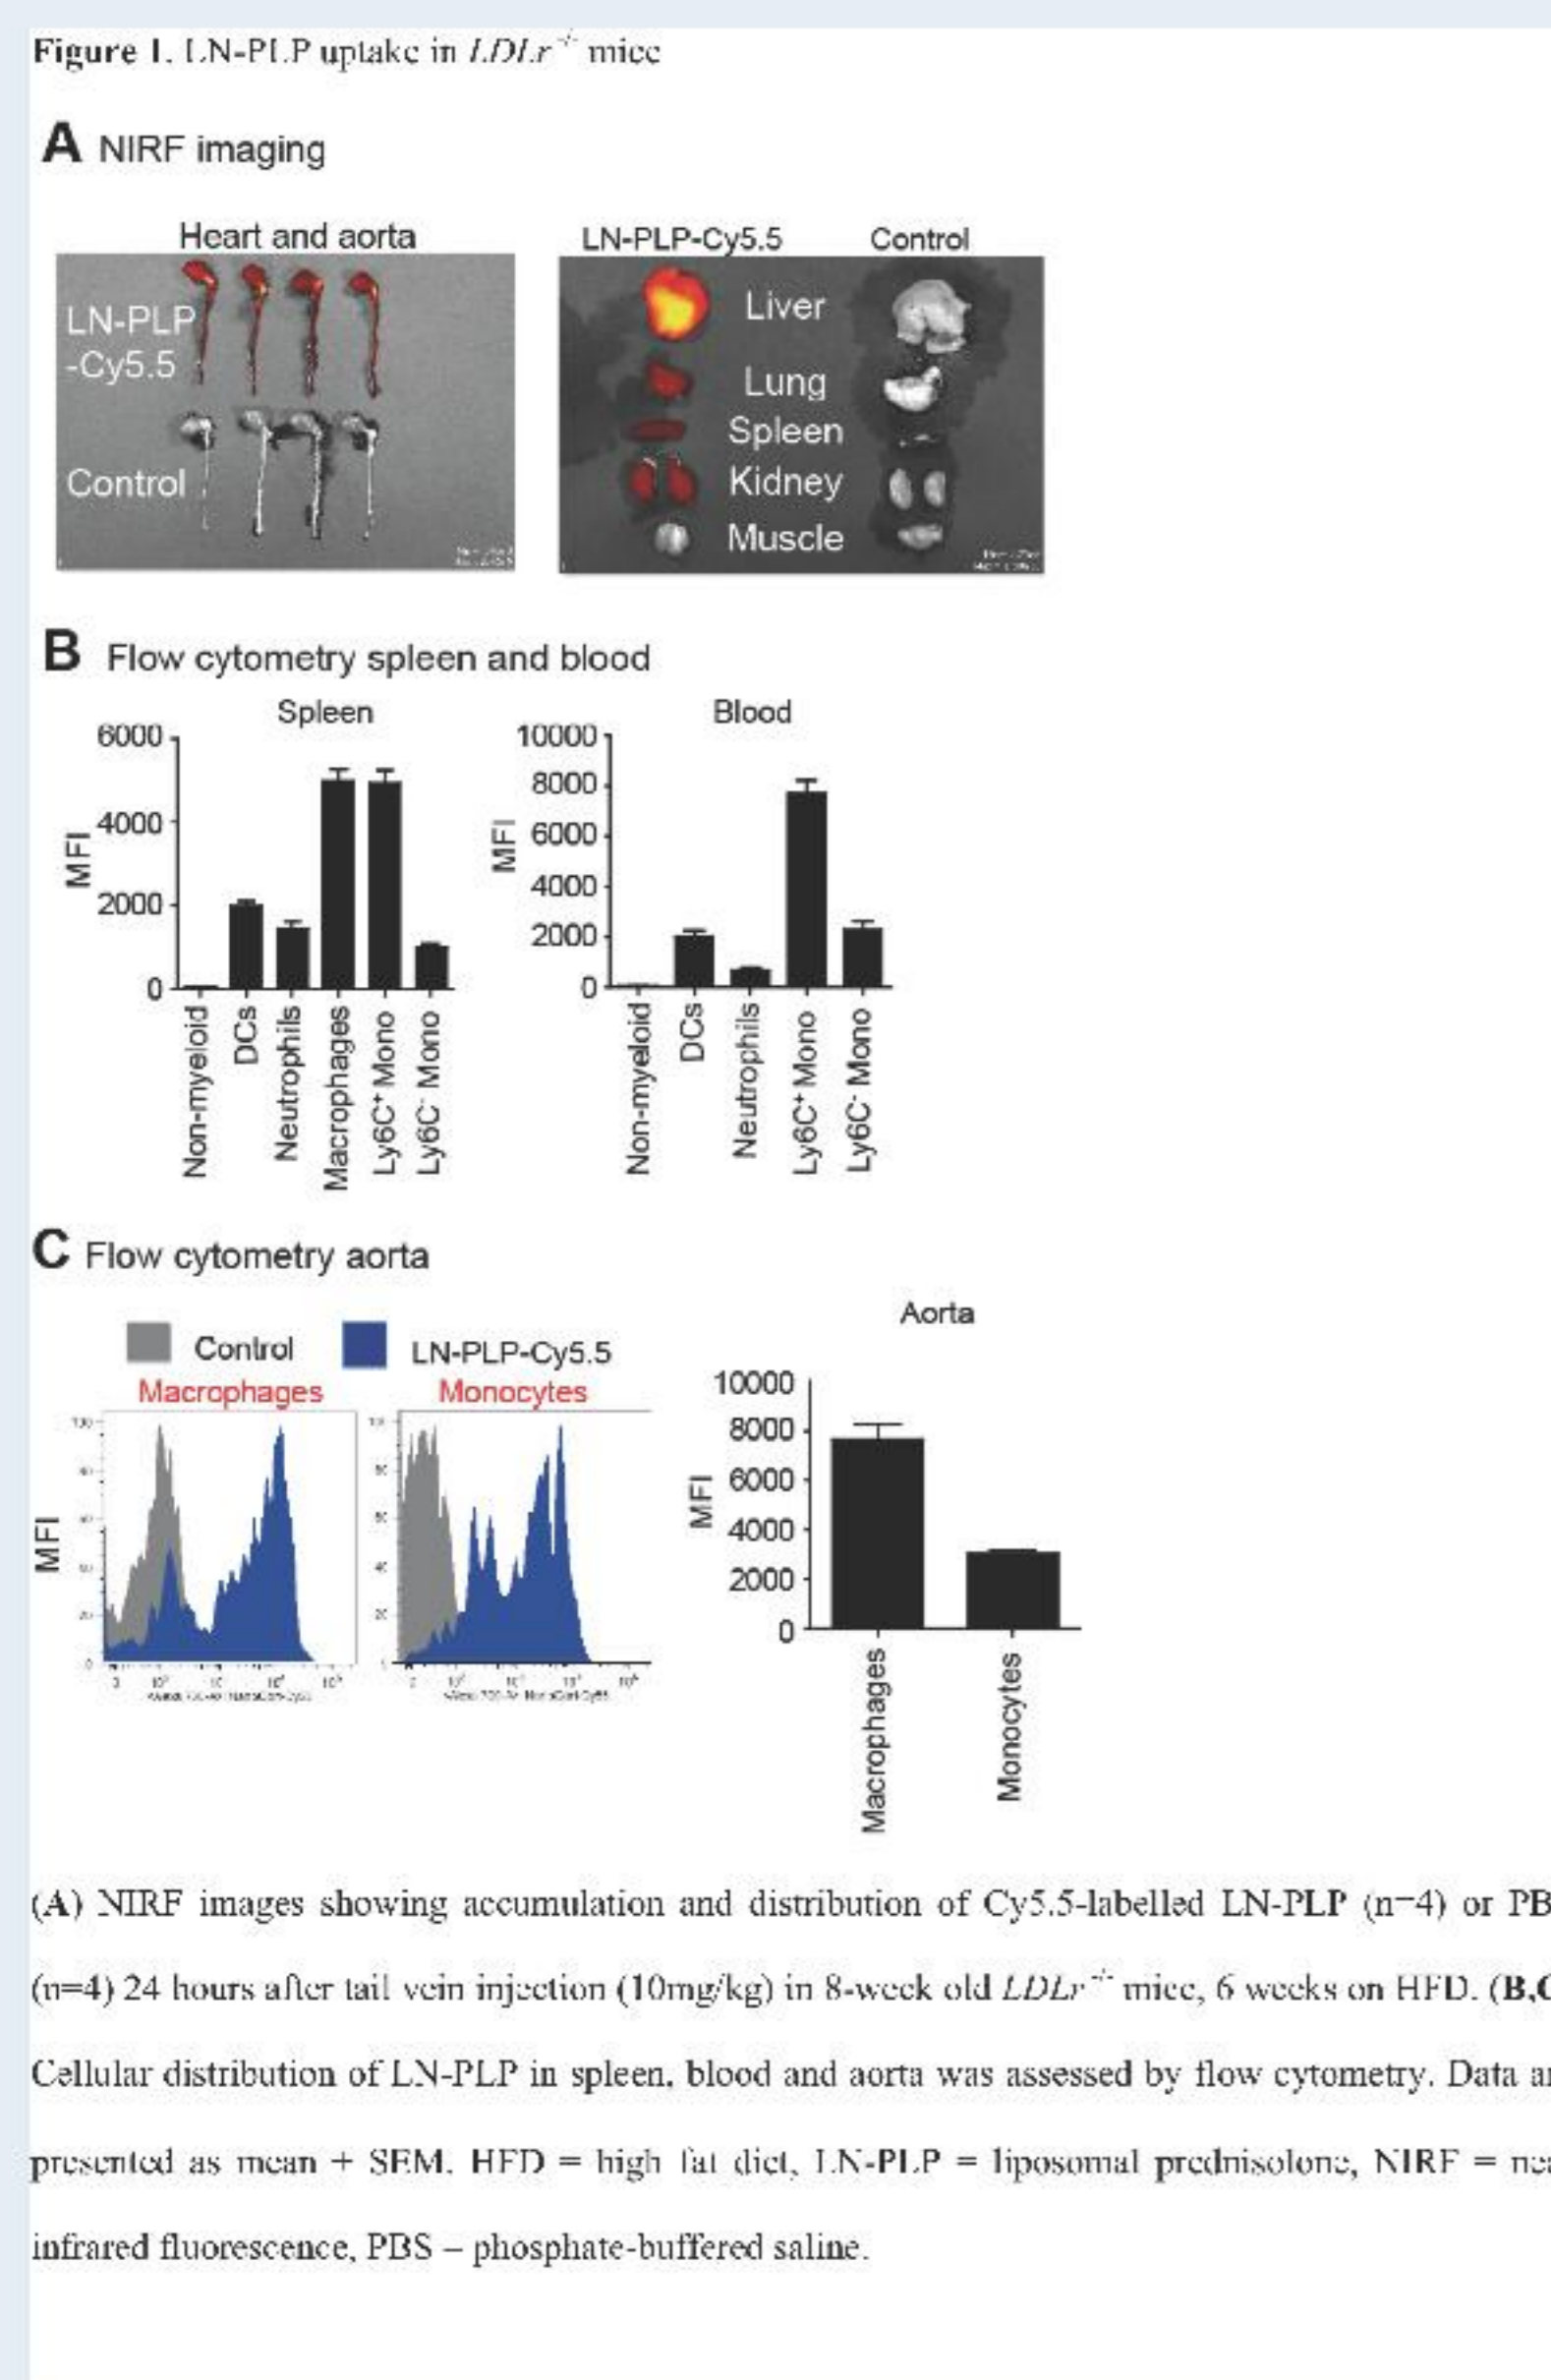 Figure 1. LN-PLP uptake in LDLr-/- mice
A NIRF imaging
Heart and aorta
LN-PLP
-Cy5.5
Control
LN-PLP-Cy5.5 Control
Liver
Lung
Spleen
Kidney
Muscle
B Flow cytometry spleen and blood
Spleen
MFI
6000
4000
2000
0
Non-myeloid
DCs
Neutrophils
Macrophages
Ly6C+ Mono
Ly6C- Mono
Blood
MFI
10000
8000
6000
4000
2000
0
Non-myeloid
DCs
Neutrophils
Ly6C+ Mono
Ly6C- Mono
C Flow cytometry aorta
Control LN-PLP-Cy5.5
Macrophages Monocytes
MFI
Aorta
MFI
10000
8000
6000
4000
2000
0
Macrophages
Monocytes
(A) NIRF images showing accumulation and distribution of Cy5.5-labelled LN-PLP (n=4) or PB
(n=4) 24 hours after tail vein injection (10mg/kg) in 8-week old LDLr-/- mice, 6 weeks on HFD. (B,C
Cellular distribution of LN-PLP in spleen, blood and aorta was assessed by flow cytometry. Data ar
presented as mean + SEM. HFD = high fat diet, LN-PLP = liposomal prednisolone, NIRF = nea
infrared fluorescence, PBS = phosphate-buffered saline.